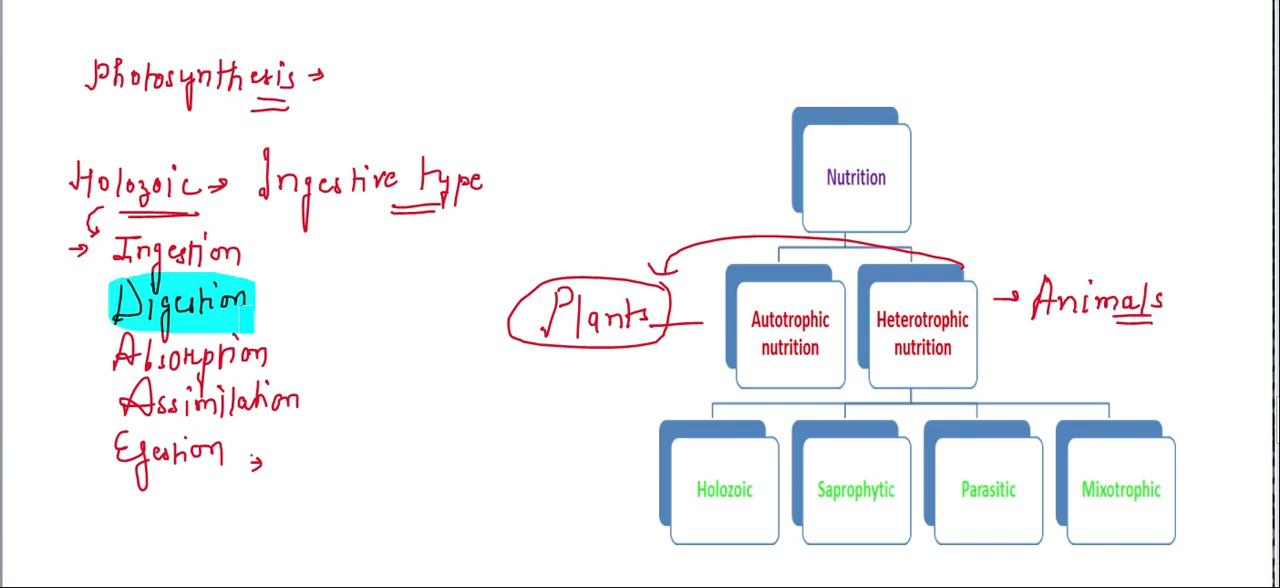 Photosynthesis →
Holozoic → Ingestive type
→ Ingestion
Digestion
Absorption
Assimilation
Egestion →
Nutrition
Plants
Autotrophic
nutrition
Heterotrophic
nutrition
→ Animals
Holozoic
Saprophytic
Parasitic
Mixotrophic